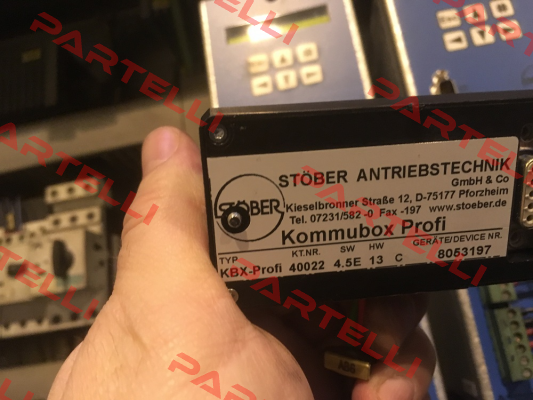 STÖBER ANTRIEBSTECHNIK
GmbH & Co
Kieselbronner Straße 12, D-75177 Pforzheim
Tel. 07231/582 -0 Fax -197 www.stoeber.de
STÖBER
Kommubox Profi
TYP KT.NR. SW HW GERÄTE/DEVICE NR.
KBX-Profi 40022 4.5E 13 C 8053197
PARTELLI
PARTELLI
PARTELLI
PARTELLI
PARTELLI